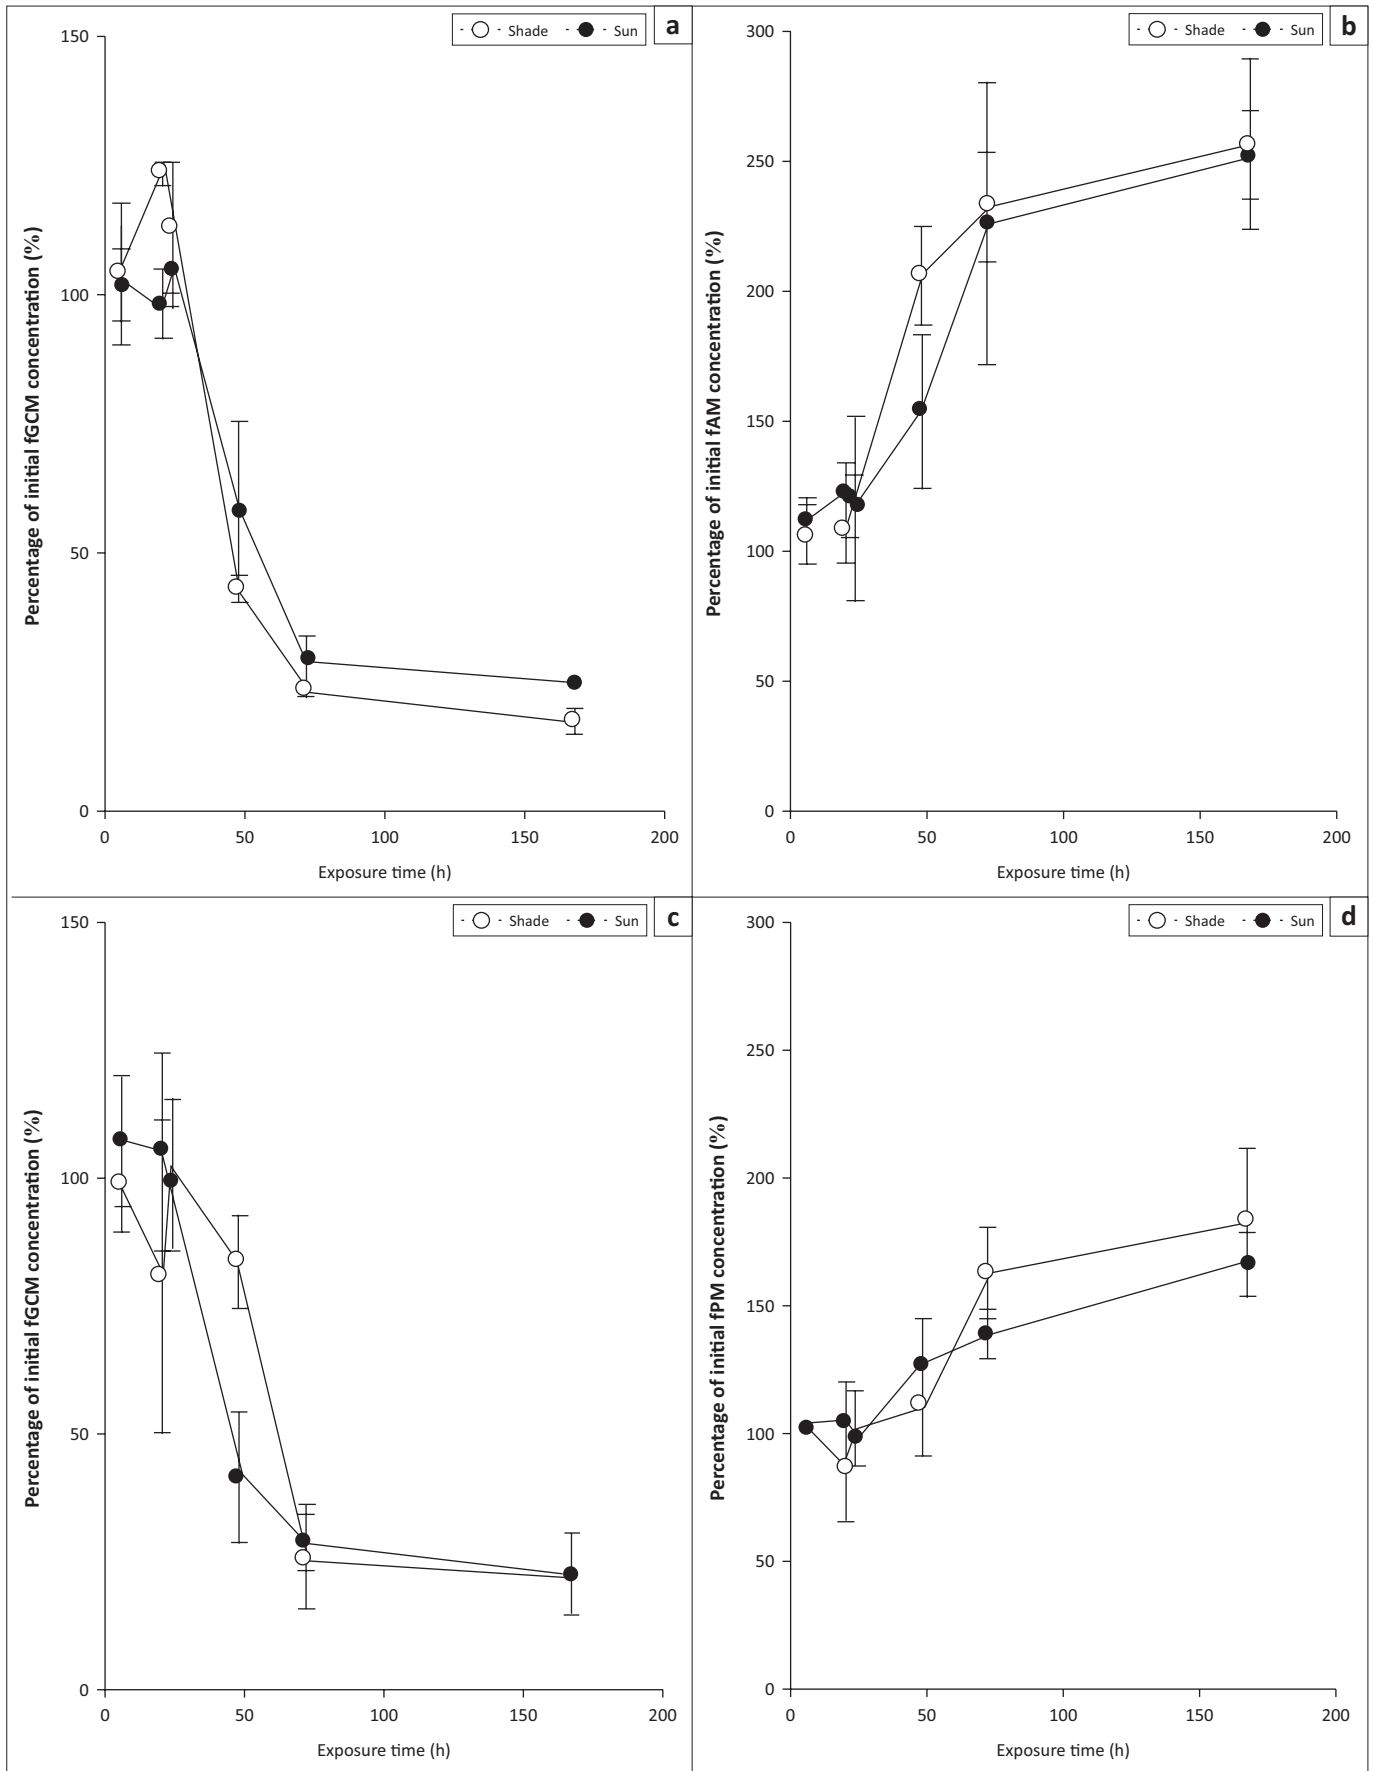 - ○ - Shade - ● - Sun
a
150
100
50
0
0 50 100 150 200
Percentage of initial fGCM concentration (%)
Exposure time (h)
- ○ - Shade - ● - Sun
b
300
250
200
150
100
50
0
0 50 100 150 200
Percentage of initial fAM concentration (%)
Exposure time (h)
- ○ - Shade - ● - Sun
c
150
100
50
0
0 50 100 150 200
Percentage of initial fGCM concentration (%)
Exposure time (h)
- ○ - Shade - ● - Sun
d
300
250
200
150
100
50
0
0 50 100 150 200
Percentage of initial fPM concentration (%)
Exposure time (h)